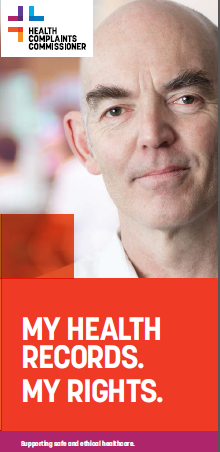 HEALTH
COMPLAINTS
COMMISSIONER
MY HEALTH
RECORDS.
MY RIGHTS.
Supporting safe and ethical healthcare.